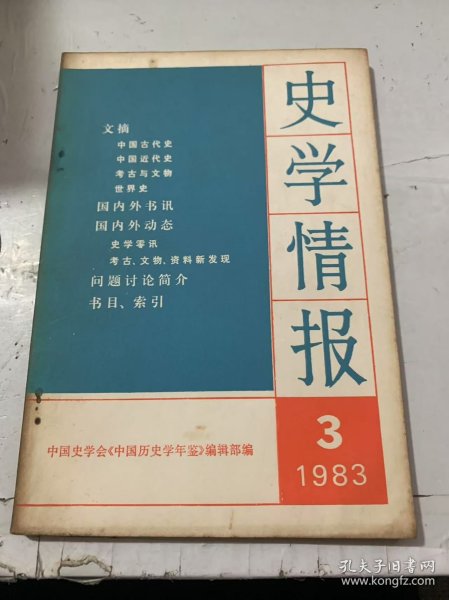 史学情报
文摘
中国古代史
中国近代史
考古与文物
世界史
国内外书讯
国内外动态
史学零讯
考古、文物、资料新发现
问题讨论简介
书目、索引
3
1983
中国史学会《中国历史学年鉴》编辑部编
孔夫子旧书网
www.kongfz.com